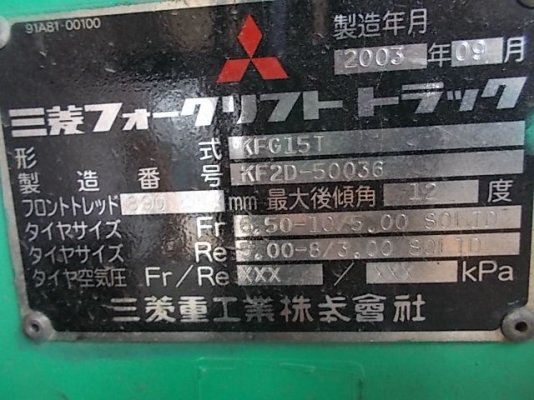 91A81-00100
製造年月
2003 年 09 月
三菱フォークリフトトラック
形式 KFG15T
製造番号 KF2D-50036
フロントトレッド 890 mm 最大後傾角 12 度
タイヤサイズ Fr 6.50-10/5.00 SOLID
タイヤサイズ Re 5.00-8/3.00 SOLID
タイヤ空気圧 Fr/Re XXX / XXX kPa
三菱重工業株式會社